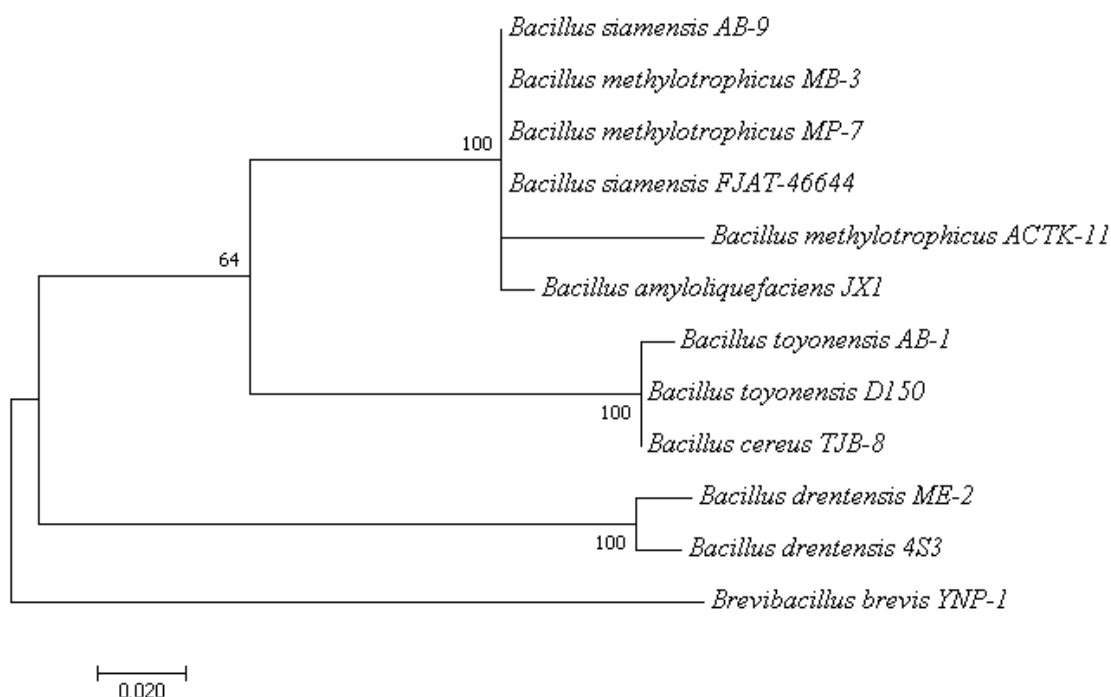 Bacillus siamensis AB-9
Bacillus methylotrophicus MB-3
Bacillus methylotrophicus MP-7
100
Bacillus siamensis FJAT-46644
Bacillus methylotrophicus ACTK-11
64
Bacillus amyloliquefaciens JX1
Bacillus toyonensis AB-1
Bacillus toyonensis D150
100
Bacillus cereus TJB-8
Bacillus drentensis ME-2
100
Bacillus drentensis 4S3
Brevibacillus brevis YNP-1
0.020